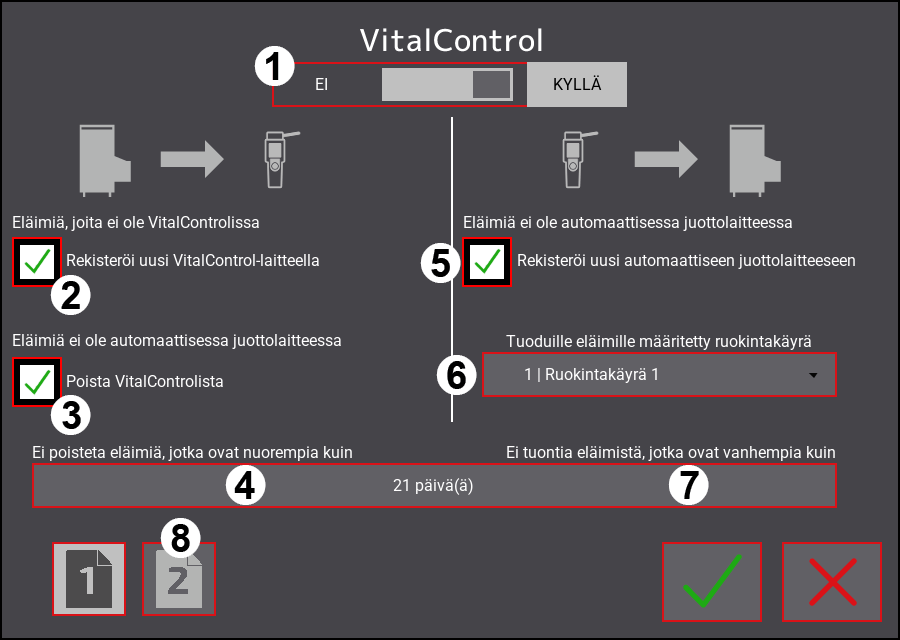 VitalControl
1
EI
KYLLÄ
Eläimiä, joita ei ole VitalControlissa
Rekisteröi uusi VitalControl-laitteella
2
Eläimiä ei ole automaattisessa juottolaitteessa
Poista VitalControlista
3
Eläimiä ei ole automaattisessa juottolaitteessa
5
Rekisteröi uusi automaattiseen juottolaitteeseen
Tuoduille eläimille määritetty ruokintakäyrä
6
1 | Ruokintakäyrä 1
Ei poisteta eläimiä, jotka ovat nuorempia kuin
Ei tuontia eläimistä, jotka ovat vanhempia kuin
4
21 päivä(ä)
7
8
1
2